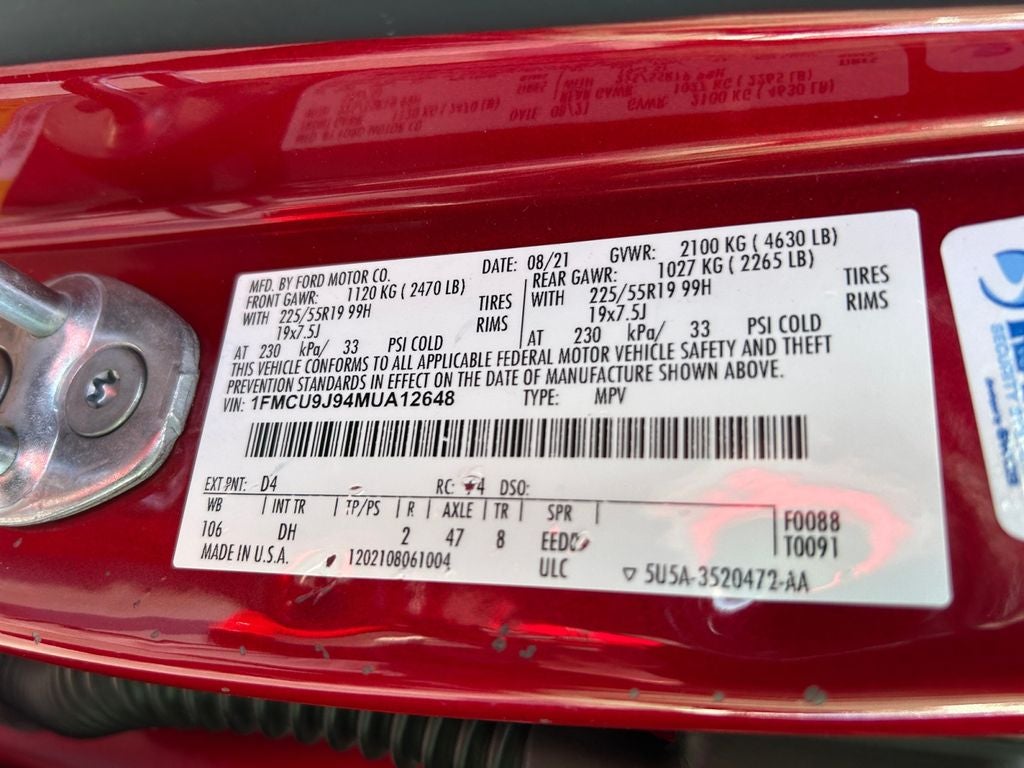 MFD. BY FORD MOTOR CO. DATE: 08/21 GVWR: 2100 KG ( 4630 LB)
FRONT GAWR: 1120 KG ( 2470 LB) REAR GAWR: 1027 KG ( 2265 LB)
WITH 225/55R19 99H TIRES WITH 225/55R19 99H TIRES
19x7.5J RIMS 19x7.5J RIMS
AT 230 kPa/ 33 PSI COLD AT 230 kPa/ 33 PSI COLD
THIS VEHICLE CONFORMS TO ALL APPLICABLE FEDERAL MOTOR VEHICLE SAFETY AND THEFT
PREVENTION STANDARDS IN EFFECT ON THE DATE OF MANUFACTURE SHOWN ABOVE.
VIN: 1FMCU9J94MUA12648 TYPE: MPV
EXT PNT: D4 RC: DSO:
WB INT TR TP/PS R AXLE TR SPR F0088
106 DH 2 47 8 T0091
MADE IN U.S.A. 1202108061004 ULC 5U5A-3520472-AA
SECURITY